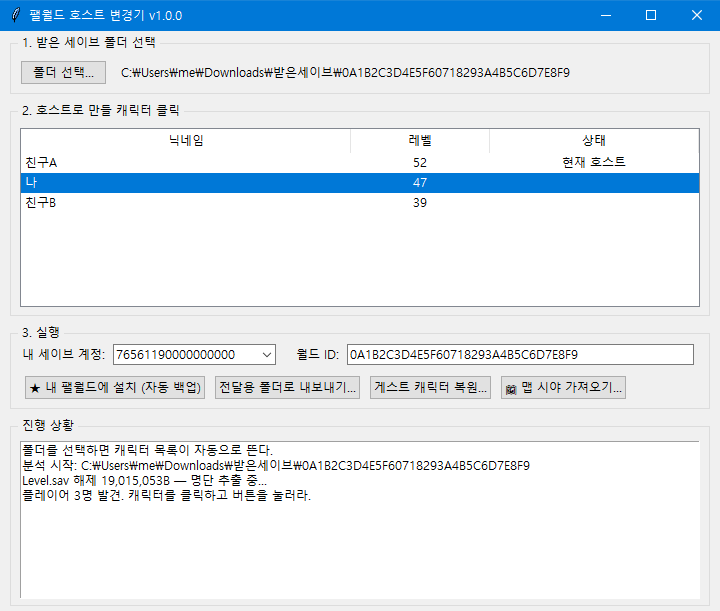 팰월드 호스트 변경기 v1.0.0
1. 받은 세이브 폴더 선택
폴더 선택... C:\Users\me\Downloads\받은세이브\0A1B2C3D4E5F60718293A4B5C6D7E8F9
2. 호스트로 만들 캐릭터 클릭
닉네임 레벨 상태
친구A 52 현재 호스트
나 47
친구B 39
3. 실행
내 세이브 계정: 76561190000000000 월드 ID: 0A1B2C3D4E5F60718293A4B5C6D7E8F9
★ 내 팰월드에 설치 (자동 백업) 전달용 폴더로 내보내기... 게스트 캐릭터 복원... 📷 맵 시야 가져오기...
진행 상황
폴더를 선택하면 캐릭터 목록이 자동으로 뜬다.
분석 시작: C:\Users\me\Downloads\받은세이브\0A1B2C3D4E5F60718293A4B5C6D7E8F9
Level.sav 해제 19,015,053B — 명단 추출 중...
플레이어 3명 발견. 캐릭터를 클릭하고 버튼을 눌러라.